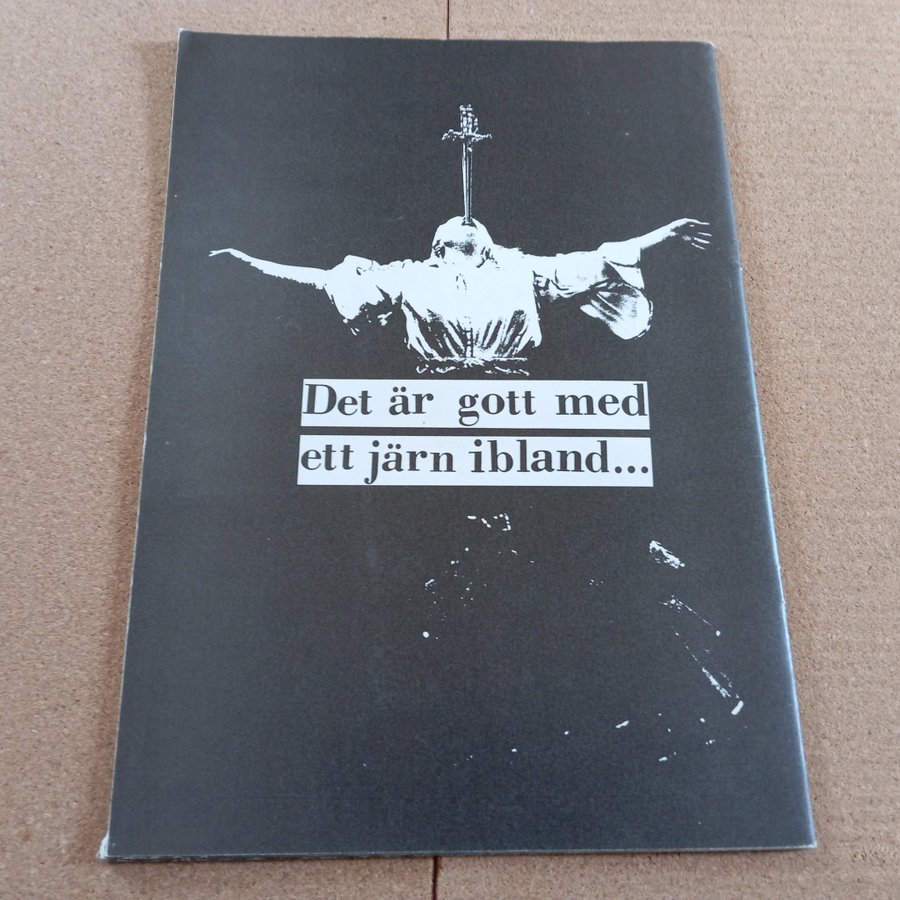 Det är gott med
ett järn ibland...